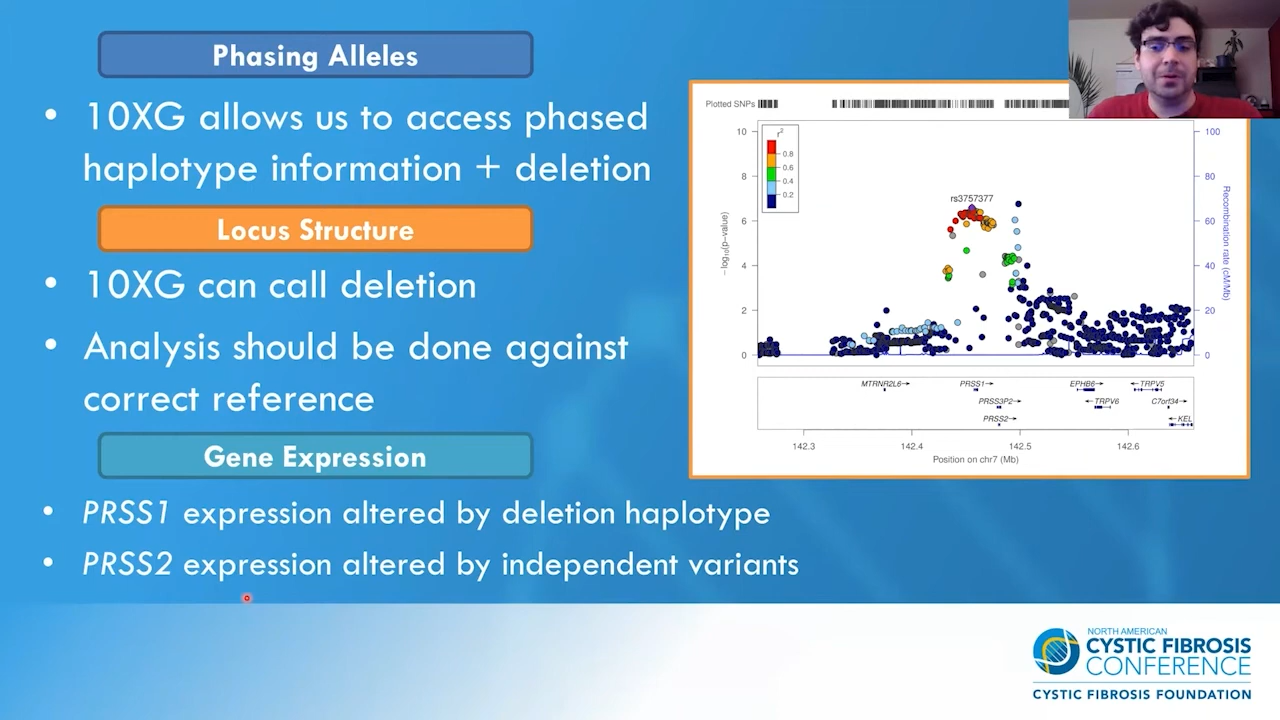 Phasing Alleles
• 10XG allows us to access phased
haplotype information + deletion
Locus Structure
• 10XG can call deletion
• Analysis should be done against
correct reference
Gene Expression
• PRSS1 expression altered by deletion haplotype
• PRSS2 expression altered by independent variants
Plotted SNPs
10
8
6
4
2
0
− log10(p−value)
r²
0.8
0.6
0.4
0.2
rs3757377
100
80
60
40
20
0
Recombination rate (cM/Mb)
MTRNR2L6→ PRSS1→ EPHB6→ TRPV5
PRSS3P2→ ←TRPV6 C7orf34→
PRSS2→ ←KEL
142.3 142.4 142.5 142.6
Position on chr7 (Mb)
NORTH AMERICAN
CYSTIC FIBROSIS
CONFERENCE
CYSTIC FIBROSIS FOUNDATION